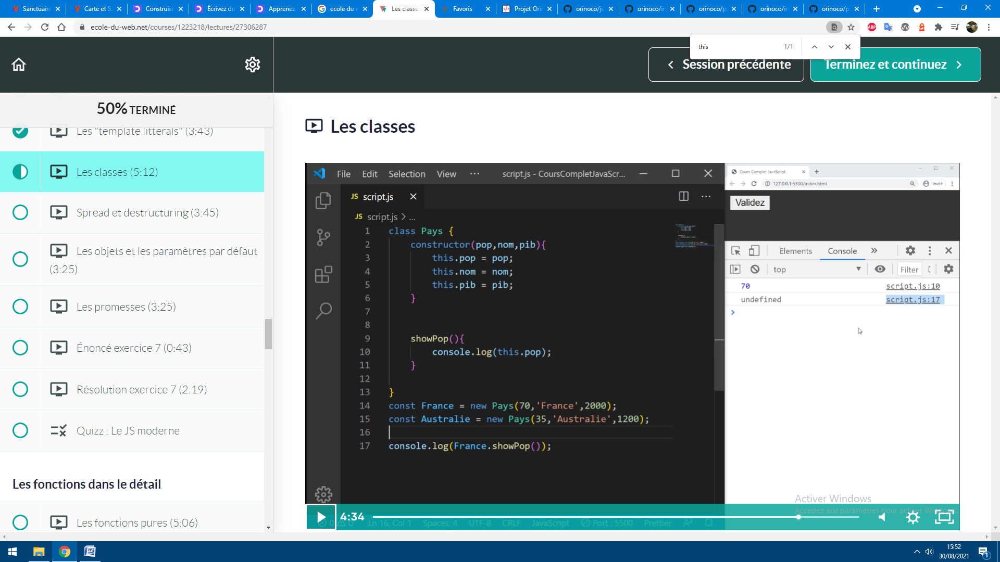 Sanctuaire
Carte et S
Construise
Écrivez du
Apprenez
ecole du w
Les classes
Favoris
Projet Orin
orinoco/js
orinoco/in
orinoco/p
orinoco/in
orinoco/p
ecole-du-web.net/courses/1223218/lectures/27306287
ABP
this 1/1
Session précédente
Terminez et continuez
50% TERMINÉ
Les "template litterals" (3:43)
Les classes (5:12)
Spread et destructuring (3:45)
Les objets et les paramètres par défaut
(3:25)
Les promesses (3:25)
Énoncé exercice 7 (0:43)
Résolution exercice 7 (2:19)
Quizz : Le JS moderne
Les fonctions dans le détail
Les fonctions pures (5:06)
Les classes
File Edit Selection View ··· script.js - CoursCompletJavaScr...
JS script.js
JS script.js > ...
1 class Pays {
2 constructor(pop,nom,pib){
3 this.pop = pop;
4 this.nom = nom;
5 this.pib = pib;
6 }
7
8
9 showPop(){
10 console.log(this.pop);
11 }
12
13 }
14 const France = new Pays(70,'France',2000);
15 const Australie = new Pays(35,'Australie',1200);
16
17 console.log(France.showPop());
Cours Complet JavaScript
127.0.0.1:5500/index.html
Invité
Validez
Elements Console
top Filter
70 script.js:10
undefined script.js:17
Activer Windows
Accédez aux paramètres pour activer Windows.
4:34
Ln 16, Col 1 Spaces: 4 UTF-8 CRLF JavaScript Port : 5500 Prettier
15:52
30/08/2021
1